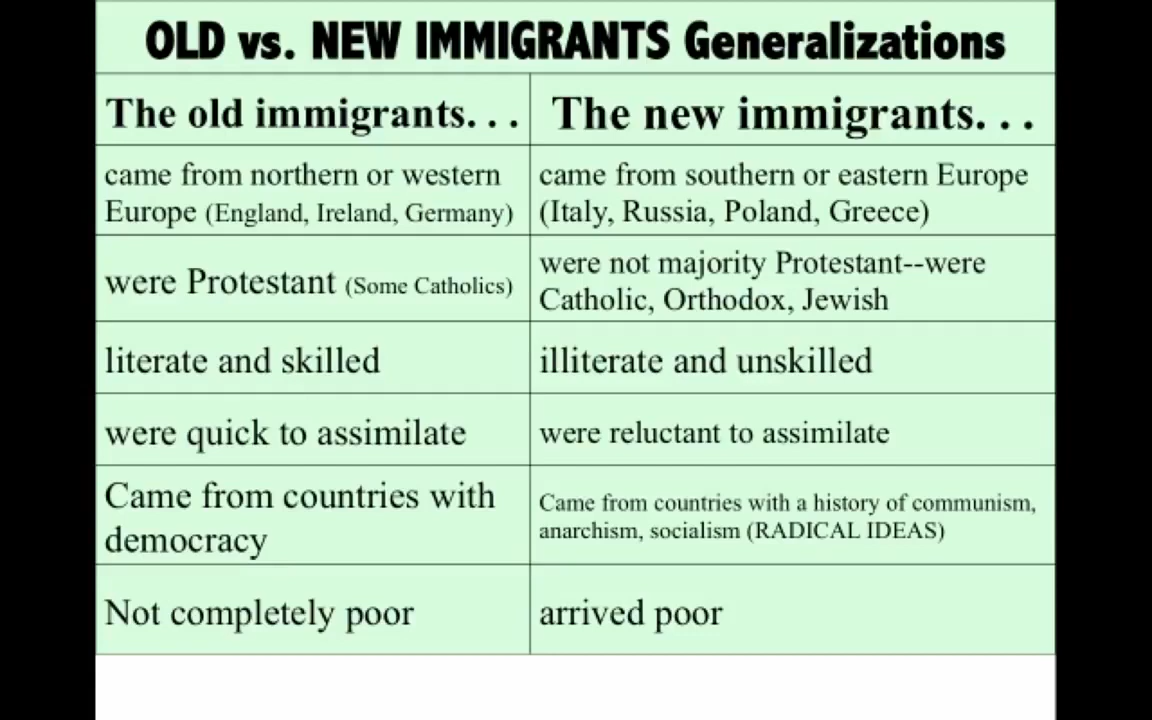 OLD vs. NEW IMMIGRANTS Generalizations
The old immigrants. . .
The new immigrants. . .
came from northern or western
Europe (England, Ireland, Germany)
came from southern or eastern Europe
(Italy, Russia, Poland, Greece)
were Protestant (Some Catholics)
were not majority Protestant--were
Catholic, Orthodox, Jewish
literate and skilled
illiterate and unskilled
were quick to assimilate
were reluctant to assimilate
Came from countries with
democracy
Came from countries with a history of communism,
anarchism, socialism (RADICAL IDEAS)
Not completely poor
arrived poor